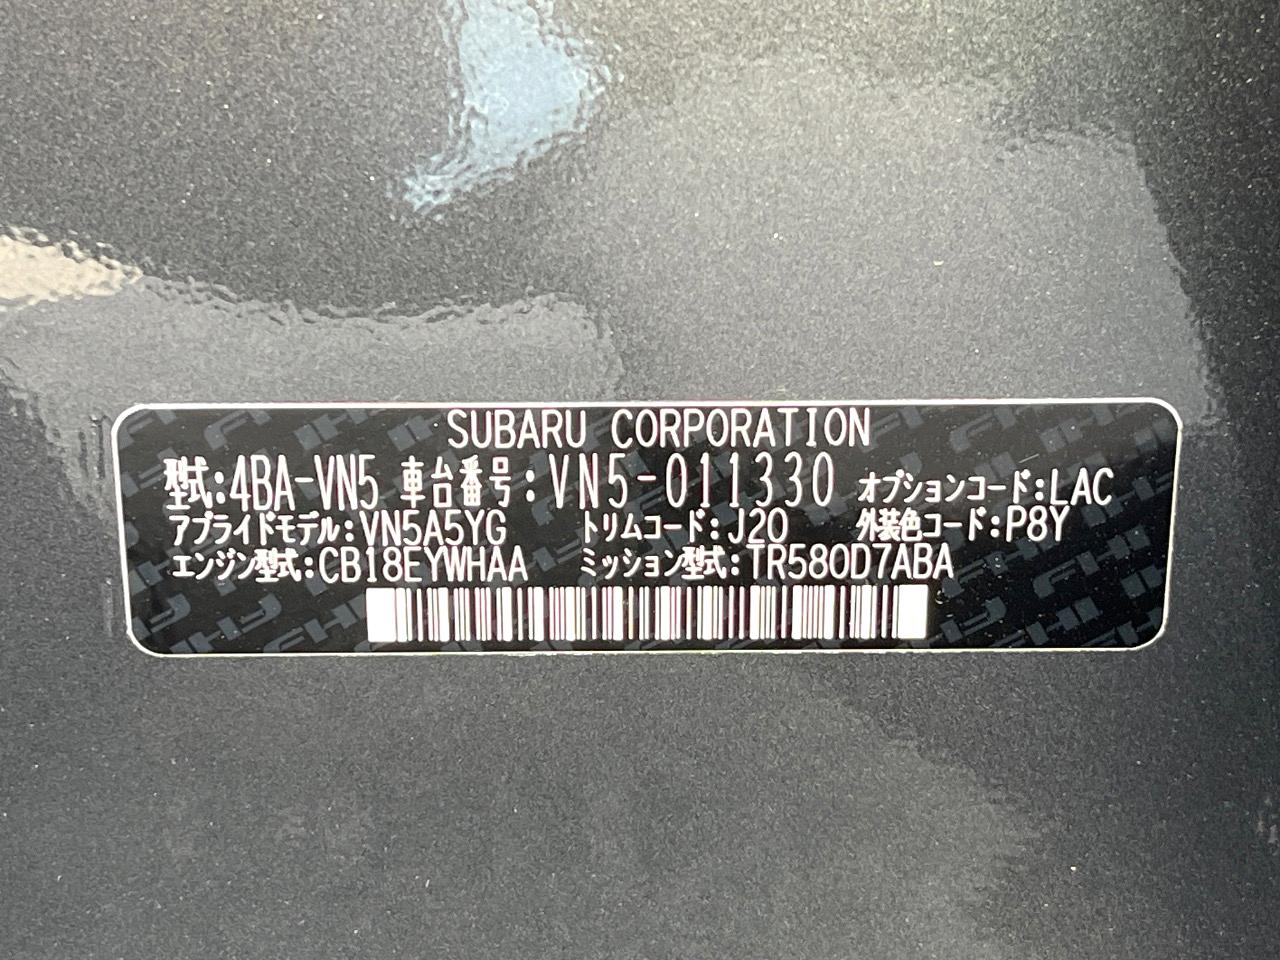 SUBARU CORPORATION
型式:4BA-VN5 車台番号:VN5-011330 オプションコード:LAC
アプライドモデル:VN5A5YG トリムコード:J20 外装色コード:P8Y
エンジン型式:CB18EYWHAA ミッション型式:TR580D7ABA